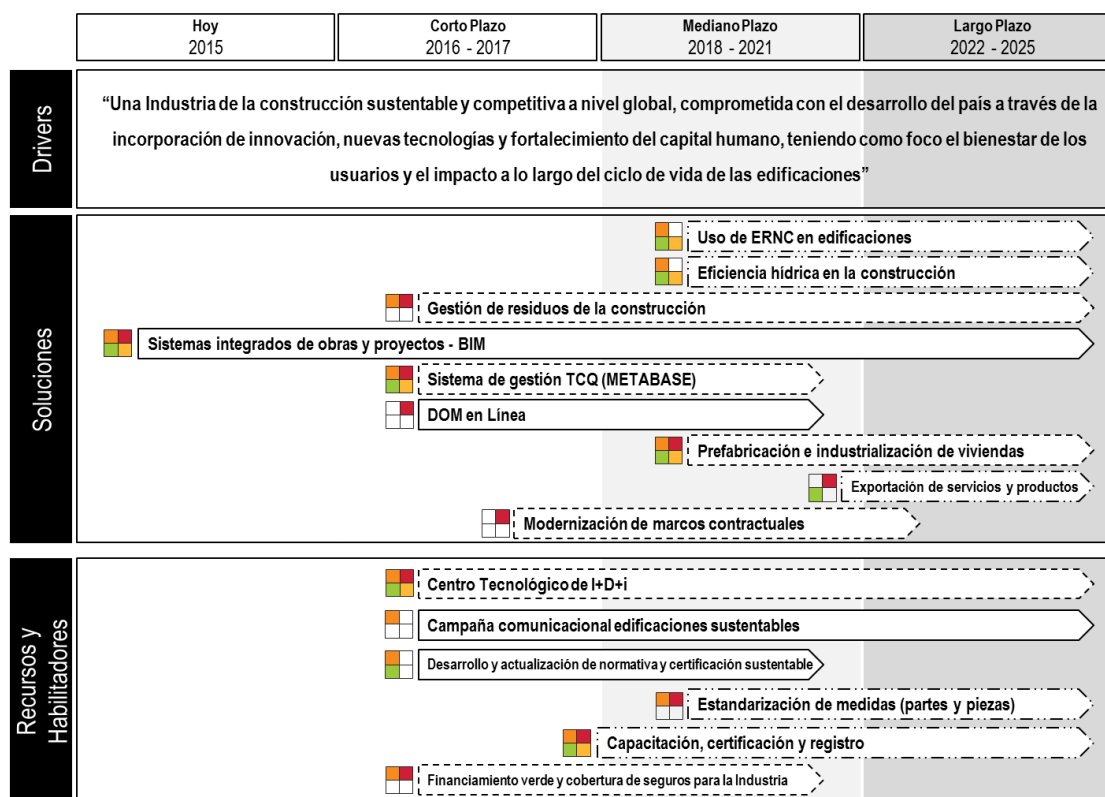 Hoy
2015
Corto Plazo
2016 - 2017
Mediano Plazo
2018 - 2021
Largo Plazo
2022 - 2025
Drivers
“Una Industria de la construcción sustentable y competitiva a nivel global, comprometida con el desarrollo del país a través de la
incorporación de innovación, nuevas tecnologías y fortalecimiento del capital humano, teniendo como foco el bienestar de los
usuarios y el impacto a lo largo del ciclo de vida de las edificaciones”
Soluciones
Uso de ERNC en edificaciones
Eficiencia hídrica en la construcción
Gestión de residuos de la construcción
Sistemas integrados de obras y proyectos - BIM
Sistema de gestión TCQ (METABASE)
DOM en Línea
Prefabricación e industrialización de viviendas
Exportación de servicios y productos
Modernización de marcos contractuales
Recursos y
Habilitadores
Centro Tecnológico de I+D+i
Campaña comunicacional edificaciones sustentables
Desarrollo y actualización de normativa y certificación sustentable
Estandarización de medidas (partes y piezas)
Capacitación, certificación y registro
Financiamiento verde y cobertura de seguros para la Industria